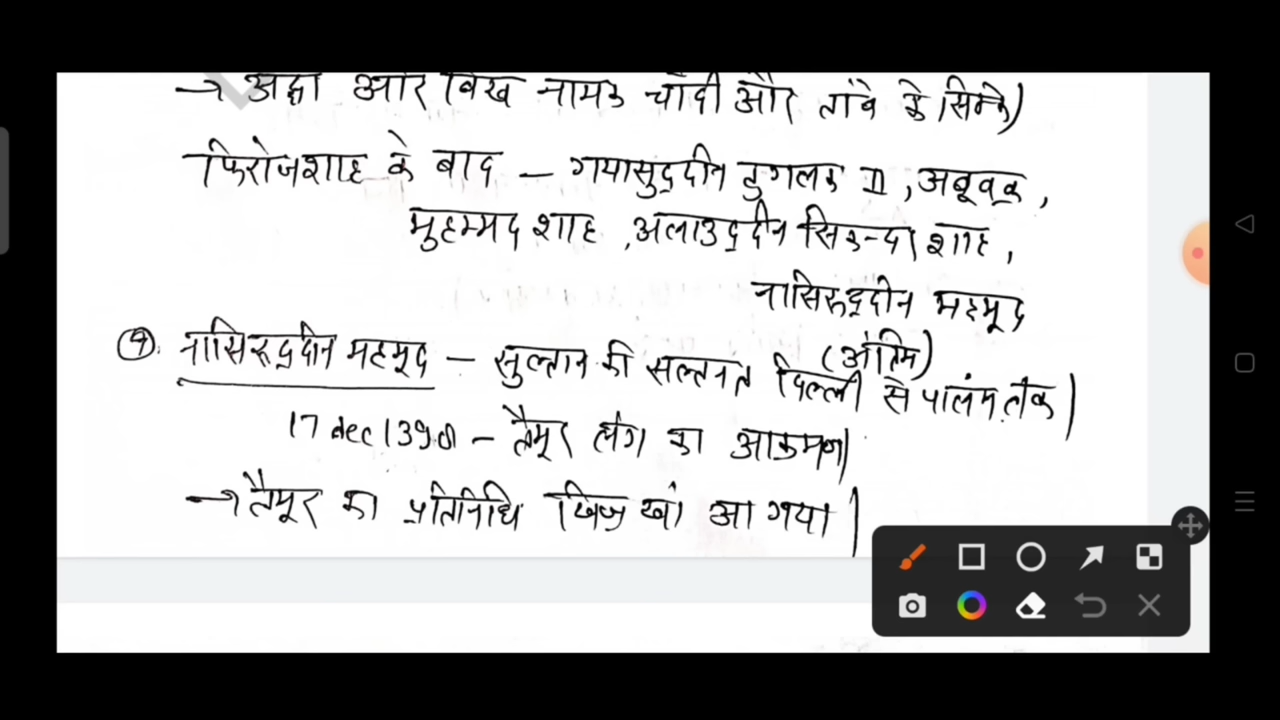 → अद्धा और विख नामक चाँदी और तांबे के सिक्के)
फिरोजशाह के बाद – गयासुद्दीन तुगलक II, अबूबक्र,
मुहम्मद शाह, अलाउद्दीन सिकन्दर शाह,
नासिरुद्दीन महमूद
(अंतिम)
④. नासिरुद्दीन महमूद – सुल्तान की सल्तनत दिल्ली से पालम तक|
17 dec 1398 – तैमूर लंग का आक्रमण|
→ तैमूर का प्रतिनिधि खिज्र खां आ गया|